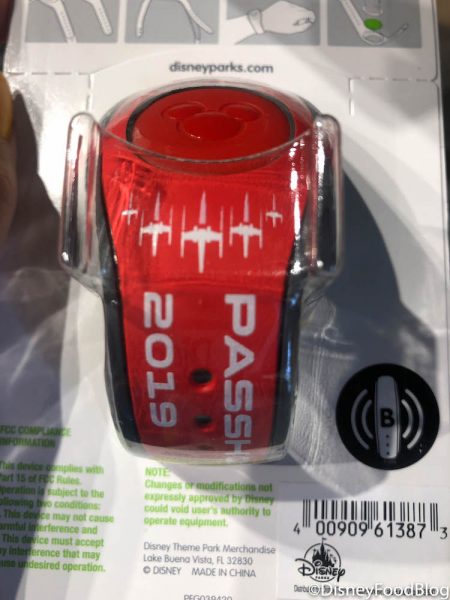 disneyparks.com
PASSH
2019
B
FCC COMPLIANCE
INFORMATION
This device complies with
Part 15 of FCC Rules.
Operation is subject to the
following two conditions:
This device may not cause
harmful interference and
This device must accept
any interference that may
cause undesired operation.
NOTE:
Changes or modifications not
expressly approved by Disney
could void user's authority to
operate equipment.
Disney Theme Park Merchandise
Lake Buena Vista, FL 32830
© DISNEY MADE IN CHINA
4 00909 61387 3
Disney
PARKS
©DisneyFoodBlog